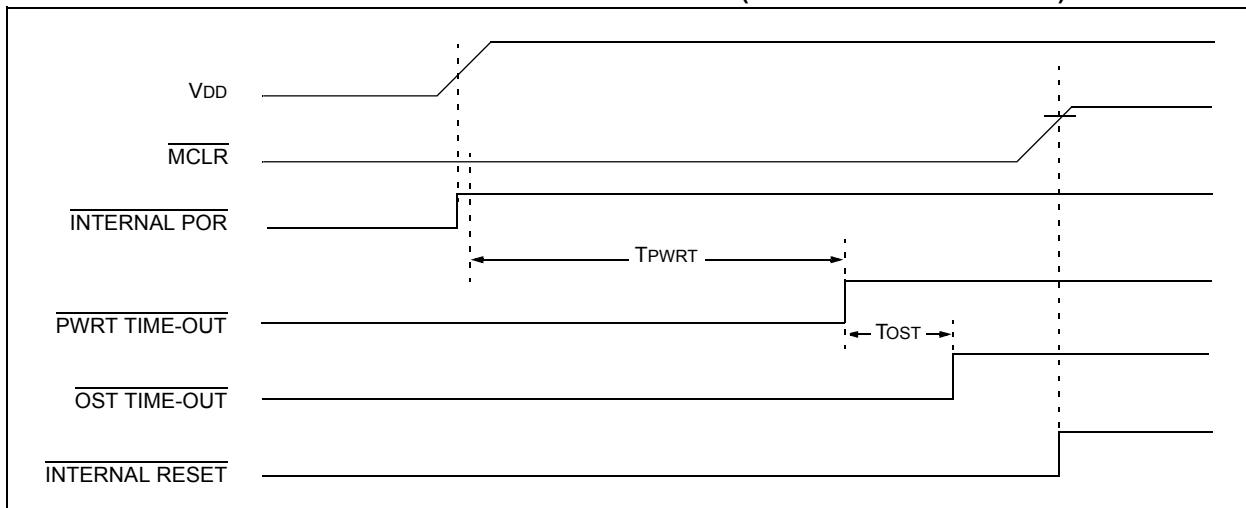 VDD
MCLR
INTERNAL POR
TPWRT
PWRT TIME-OUT
TOST
OST TIME-OUT
INTERNAL RESET